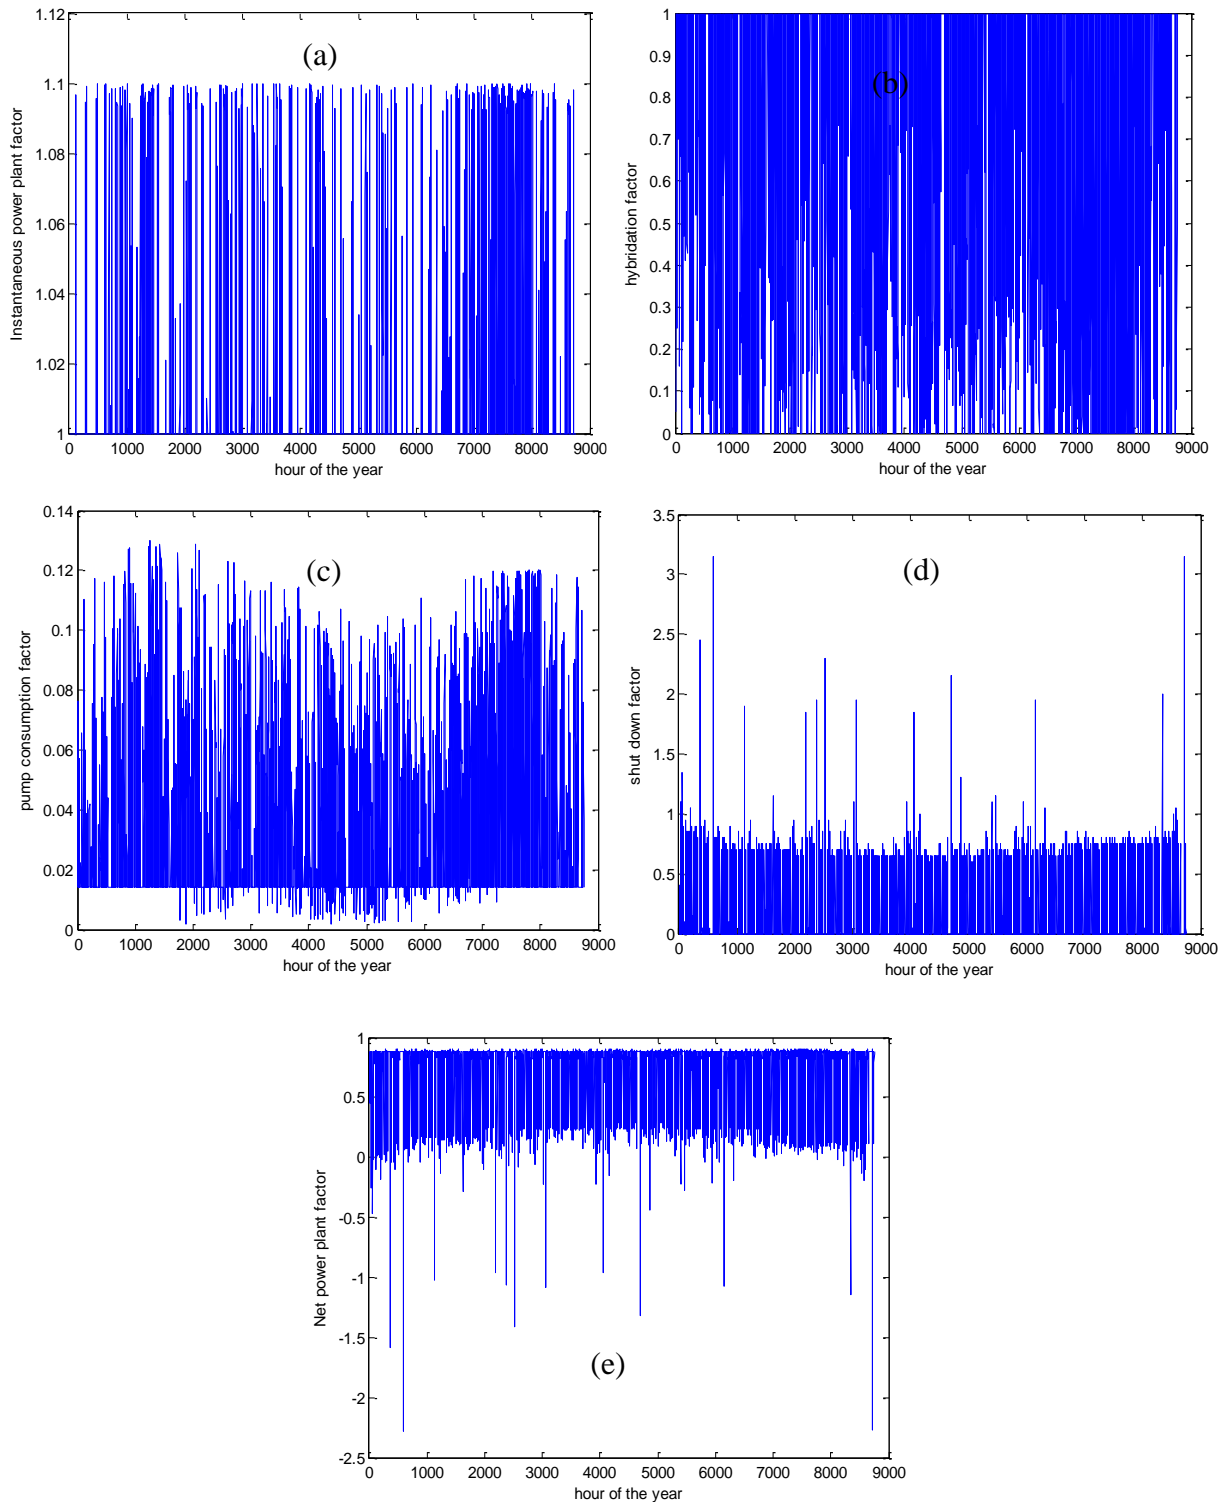 1.12
(a)
1.1
1.08
1.06
1.04
1.02
1
Instantaneous power plant factor
0 1000 2000 3000 4000 5000 6000 7000 8000 9000
hour of the year
1
0.9
(b)
0.8
0.7
0.6
0.5
0.4
0.3
0.2
0.1
0
hybridation factor
0 1000 2000 3000 4000 5000 6000 7000 8000 9000
hour of the year
0.14
(c)
0.12
0.1
0.08
0.06
0.04
0.02
0
pump consumption factor
0 1000 2000 3000 4000 5000 6000 7000 8000 9000
hour of the year
3.5
(d)
3
2.5
2
1.5
1
0.5
0
shut down factor
0 1000 2000 3000 4000 5000 6000 7000 8000 9000
hour of the year
1
0.5
0
-0.5
-1
-1.5
(e)
-2
-2.5
Net power plant factor
0 1000 2000 3000 4000 5000 6000 7000 8000 9000
hour of the year